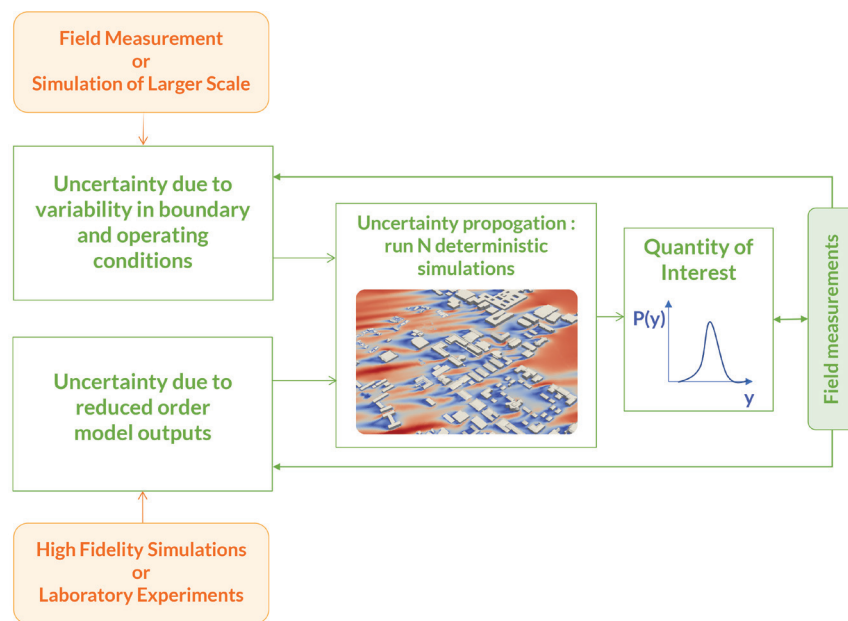 Field Measurement
or
Simulation of Larger Scale
Uncertainty due to
variability in boundary
and operating
conditions
Uncertainty propogation :
run N deterministic
simulations
Quantity of
Interest
P(y)
y
Field measurements
Uncertainty due to
reduced order
model outputs
High Fidelity Simulations
or
Laboratory Experiments